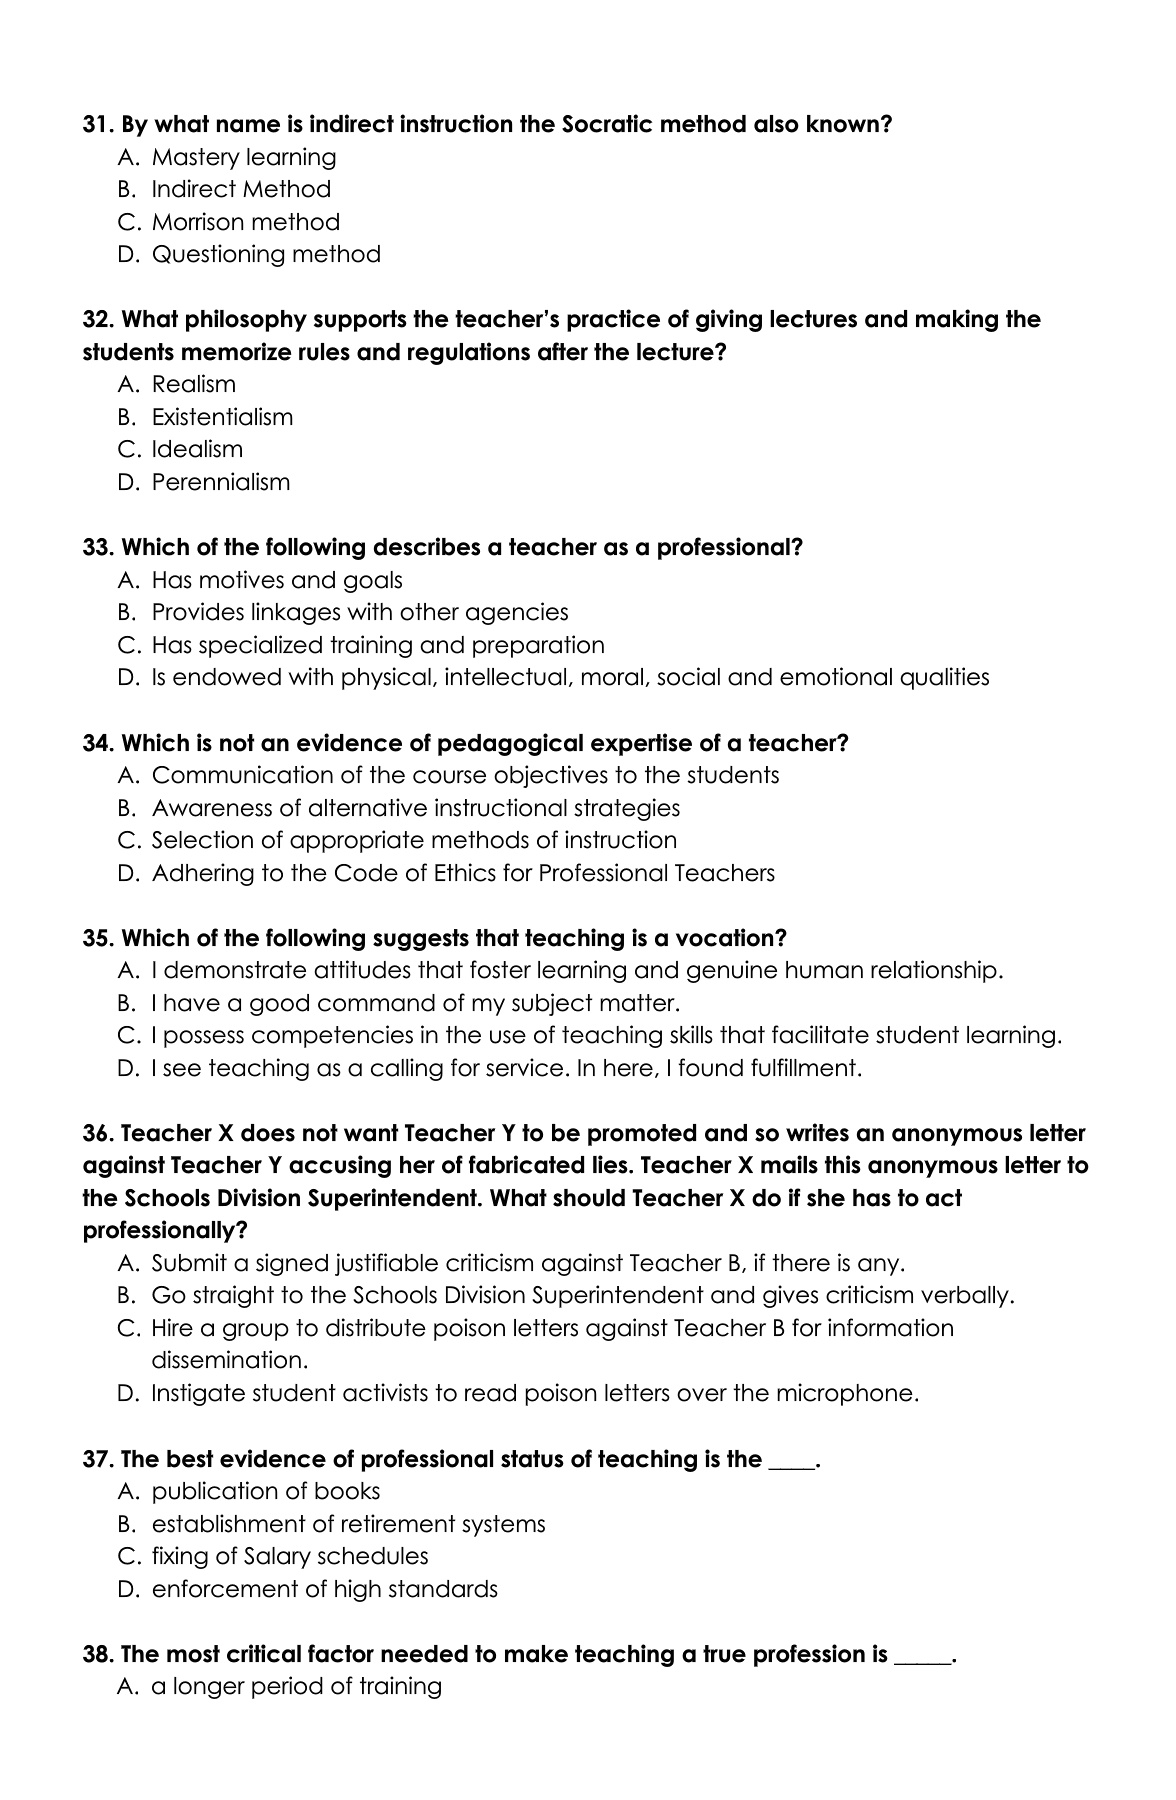 31. By what name is indirect instruction the Socratic method also known?
A. Mastery learning
B. Indirect Method
C. Morrison method
D. Questioning method
32. What philosophy supports the teacher’s practice of giving lectures and making the
students memorize rules and regulations after the lecture?
A. Realism
B. Existentialism
C. Idealism
D. Perennialism
33. Which of the following describes a teacher as a professional?
A. Has motives and goals
B. Provides linkages with other agencies
C. Has specialized training and preparation
D. Is endowed with physical, intellectual, moral, social and emotional qualities
34. Which is not an evidence of pedagogical expertise of a teacher?
A. Communication of the course objectives to the students
B. Awareness of alternative instructional strategies
C. Selection of appropriate methods of instruction
D. Adhering to the Code of Ethics for Professional Teachers
35. Which of the following suggests that teaching is a vocation?
A. I demonstrate attitudes that foster learning and genuine human relationship.
B. I have a good command of my subject matter.
C. I possess competencies in the use of teaching skills that facilitate student learning.
D. I see teaching as a calling for service. In here, I found fulfillment.
36. Teacher X does not want Teacher Y to be promoted and so writes an anonymous letter
against Teacher Y accusing her of fabricated lies. Teacher X mails this anonymous letter to
the Schools Division Superintendent. What should Teacher X do if she has to act
professionally?
A. Submit a signed justifiable criticism against Teacher B, if there is any.
B. Go straight to the Schools Division Superintendent and gives criticism verbally.
C. Hire a group to distribute poison letters against Teacher B for information
dissemination.
D. Instigate student activists to read poison letters over the microphone.
37. The best evidence of professional status of teaching is the ____.
A. publication of books
B. establishment of retirement systems
C. fixing of Salary schedules
D. enforcement of high standards
38. The most critical factor needed to make teaching a true profession is _____.
A. a longer period of training